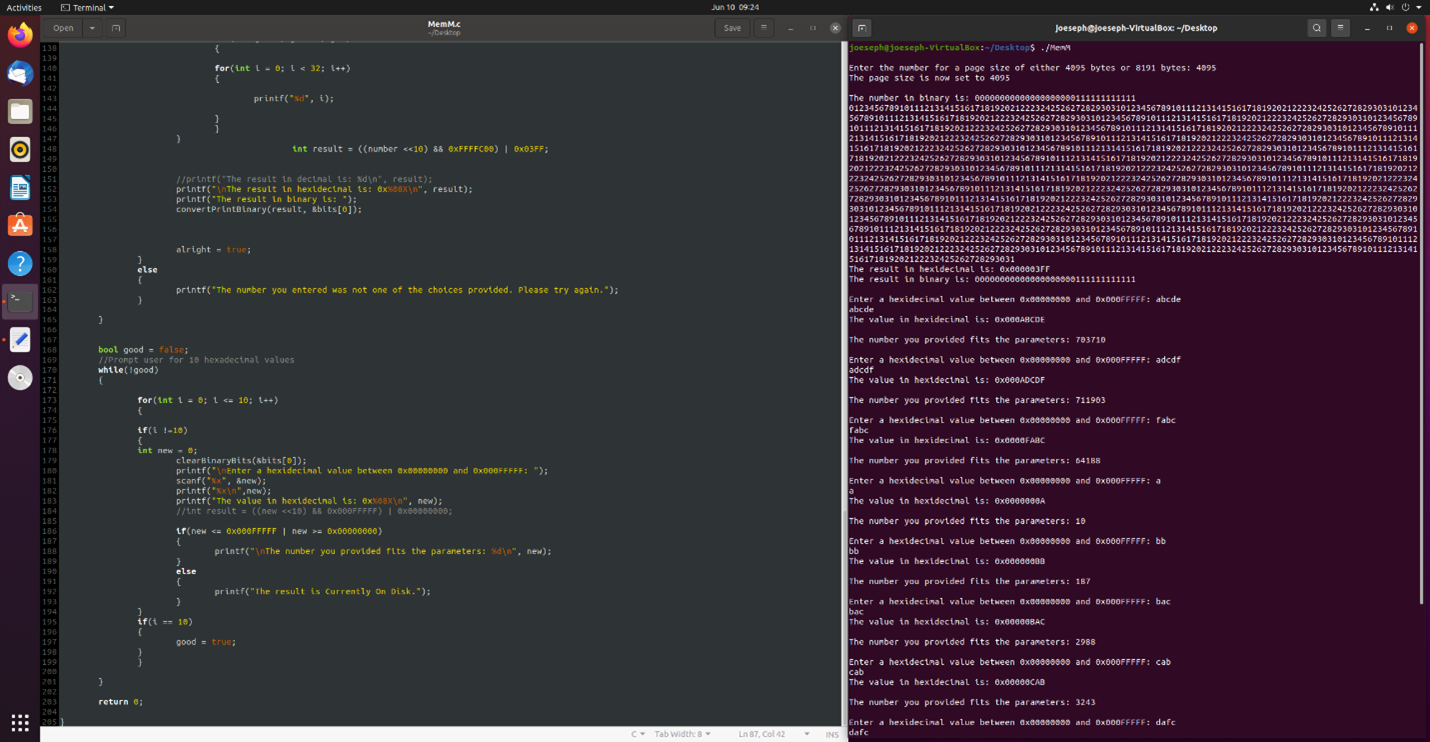 Activities
Terminal
Jun 10 09:24
Open
MemM.c
~/Desktop
Save
138 {
139
140 for(int i = 0; i < 32; i++)
141 {
142
143 printf("%d", i);
144
145 }
146 }
147 }
148 int result = ((number <<10) && 0xFFFFC00) | 0x03FF;
149
150
151 //printf("The result in decimal is: %d\n", result);
152 printf("\nThe result in hexidecimal is: 0x%08X\n", result);
153 printf("The result in binary is: ");
154 convertPrintBinary(result, &bits[0]);
155
156
157
158 alright = true;
159 }
160 else
161 {
162 printf("The number you entered was not one of the choices provided. Please try again.");
163 }
164
165 }
166
167
168 bool good = false;
169 //Prompt user for 10 hexadecimal values
170 while(!good)
171 {
172
173 for(int i = 0; i <= 10; i++)
174 {
175
176 if(i !=10)
177 {
178 int new = 0;
179 clearBinaryBits(&bits[0]);
180 printf("\nEnter a hexidecimal value between 0x00000000 and 0x000FFFFF: ");
181 scanf("%x", &new);
182 printf("%x\n",new);
183 printf("The value in hexidecimal is: 0x%08X\n", new);
184 //int result = ((new <<10) && 0x000FFFFF) | 0x00000000;
185
186 if(new <= 0x000FFFFF | new >= 0x00000000)
187 {
188 printf("\nThe number you provided fits the parameters: %d\n", new);
189 }
190 else
191 {
192 printf("The result is Currently On Disk.");
193 }
194 }
195 if(i == 10)
196 {
197 good = true;
198 }
199 }
200
201 }
202
203 return 0;
204
205 }
C
Tab Width: 8
Ln 87, Col 42
INS
joeseph@joeseph-VirtualBox: ~/Desktop
joeseph@joeseph-VirtualBox:~/Desktop$ ./MemM
Enter the number for a page size of either 4095 bytes or 8191 bytes: 4095
The page size is now set to 4095
The number in binary is:
The result in hexidecimal is: 0x000003FF
The result in binary is:
Enter a hexidecimal value between 0x00000000 and 0x000FFFFF: abcde
abcde
The value in hexidecimal is: 0x000ABCDE
The number you provided fits the parameters: 703710
Enter a hexidecimal value between 0x00000000 and 0x000FFFFF: adcdf
adcdf
The value in hexidecimal is: 0x000ADCDF
The number you provided fits the parameters: 711903
Enter a hexidecimal value between 0x00000000 and 0x000FFFFF: fabc
fabc
The value in hexidecimal is: 0x0000FABC
The number you provided fits the parameters: 64188
Enter a hexidecimal value between 0x00000000 and 0x000FFFFF: a
a
The value in hexidecimal is: 0x0000000A
The number you provided fits the parameters: 10
Enter a hexidecimal value between 0x00000000 and 0x000FFFFF: bb
bb
The value in hexidecimal is: 0x000000BB
The number you provided fits the parameters: 187
Enter a hexidecimal value between 0x00000000 and 0x000FFFFF: bac
bac
The value in hexidecimal is: 0x00000BAC
The number you provided fits the parameters: 2988
Enter a hexidecimal value between 0x00000000 and 0x000FFFFF: cab
cab
The value in hexidecimal is: 0x00000CAB
The number you provided fits the parameters: 3243
Enter a hexidecimal value between 0x00000000 and 0x000FFFFF: dafc
dafc